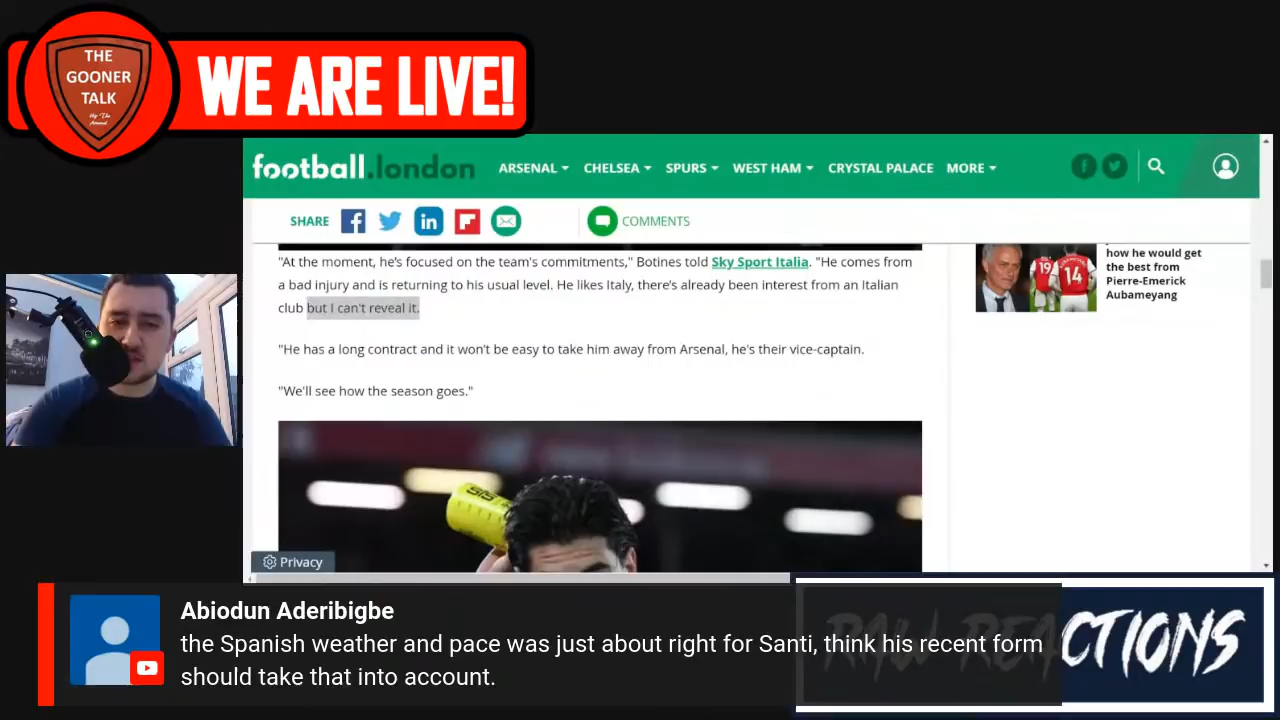 THE
GOONER
TALK
WE ARE LIVE!
football.london
ARSENAL
CHELSEA
SPURS
WEST HAM
CRYSTAL PALACE
MORE
SHARE
COMMENTS
"At the moment, he's focused on the team's commitments," Botines told Sky Sport Italia. "He comes from
a bad injury and is returning to his usual level. He likes Italy, there's already been interest from an Italian
club but I can't reveal it.
"He has a long contract and it won't be easy to take him away from Arsenal, he's their vice-captain.
"We'll see how the season goes."
how he would get
the best from
Pierre-Emerick
Aubameyang
19 14
SIS
Privacy
Abiodun Aderibigbe
the Spanish weather and pace was just about right for Santi, think his recent form
should take that into account.
RAW REACTIONS